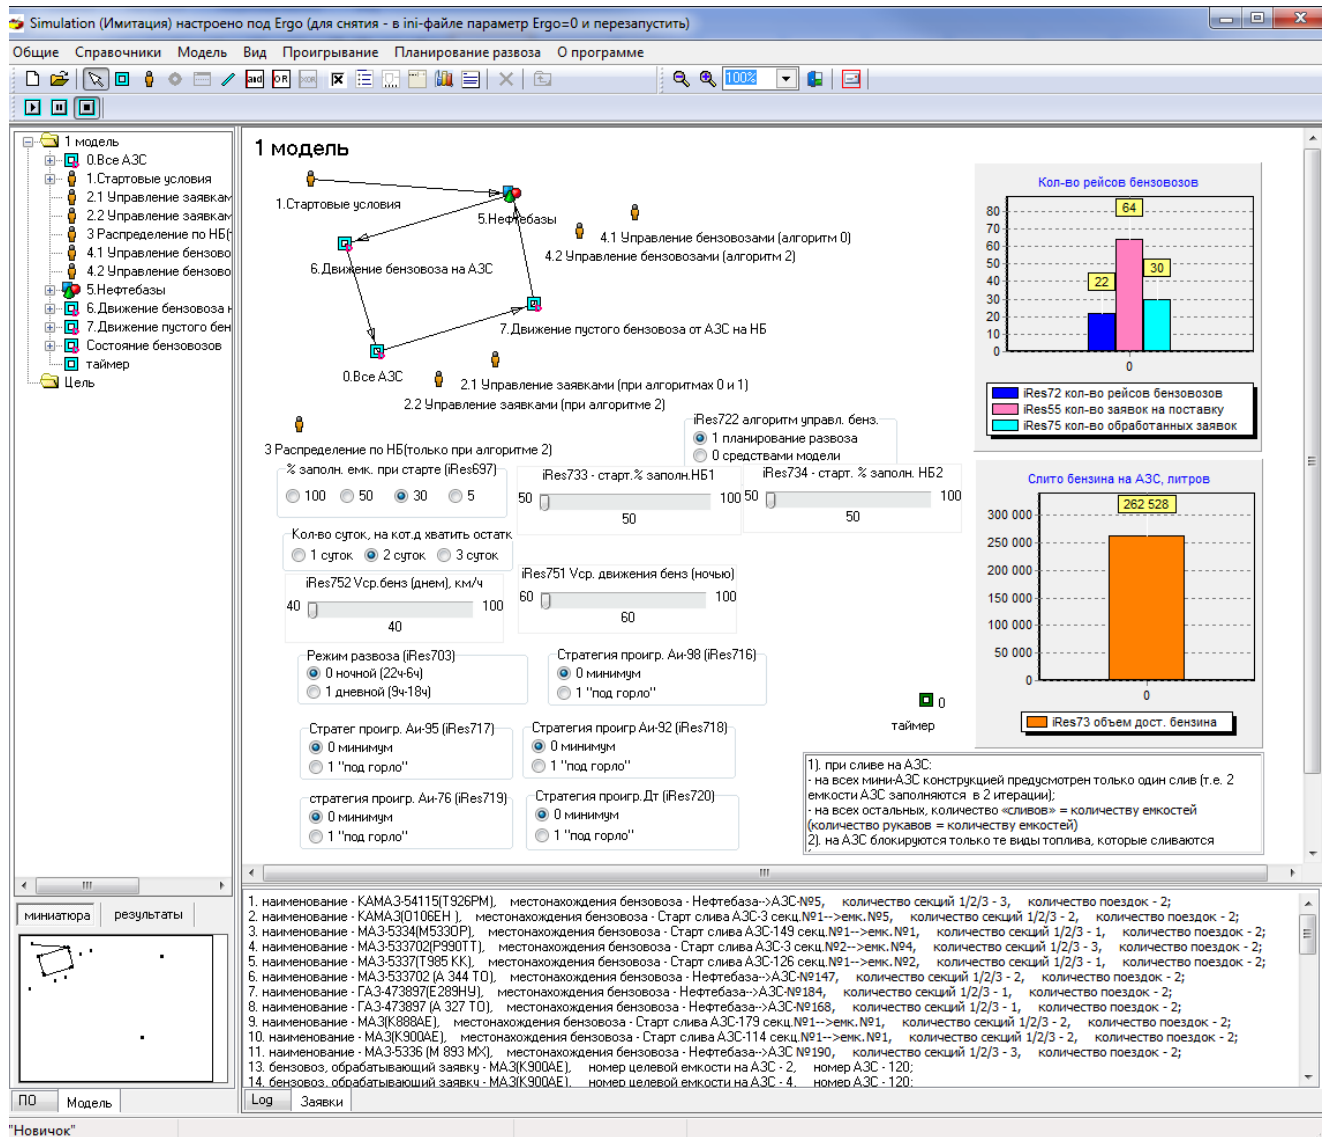 Simulation (Имитация) настроено под Ergo (для снятия - в ini-файле параметр Ergo=0 и перезапустить)
Общие Справочники Модель Вид Проигрывание Планирование развоза О программе
and OR XOR 100%
1 модель
0.Все АЗС
1.Стартовые условия
2.1 Управление заявкам
2.2 Управление заявкам
3 Распределение по НБ(т
4.1 Управление бензово
4.2 Управление бензово
5.Нефтебазы
6.Движение бензовоза н
7.Движение пустого бен
Состояние бензовозов
таймер
Цель
миниатюра результаты
ПО Модель
1 модель
1.Стартовые условия
5.Нефтебазы
4.1 Управление бензовозами (алгоритм 0)
4.2 Управление бензовозами (алгоритм 2)
6.Движение бензовоза на АЗС
7.Движение пустого бензовоза от АЗС на НБ
0.Все АЗС
2.1 Управление заявками (при алгоритмах 0 и 1)
2.2 Управление заявками (при алгоритме 2)
3 Распределение по НБ(только при алгоритме 2)
iRes722 алгоритм управл. бенз.
1 планирование развоза
0 средствами модели
% заполн. емк. при старте (iRes697)
100 50 30 5
iRes733 - старт.% заполн.НБ1
50 100
50
iRes734 - старт. % заполн. НБ2
50 100
50
Кол-во суток, на кот.д хватить остатк
1 суток 2 суток 3 суток
iRes752 Vср.бенз (днем), км/ч
40 100
40
iRes751 Vср. движения бенз (ночью)
60 100
60
Режим развоза (iRes703)
0 ночной (22ч-6ч)
1 дневной (9ч-18ч)
Стратегия проигр. Аи-98 (iRes716)
0 минимум
1 "под горло"
Стратег проигр. Аи-95 (iRes717)
0 минимум
1 "под горло"
Стратегия проигр Аи-92 (iRes718)
0 минимум
1 "под горло"
стратегия проигр. Аи-76 (iRes719)
0 минимум
1 "под горло"
Стратегия проигр.Дт (iRes720)
0 минимум
1 "под горло"
0
таймер
Кол-во рейсов бензовозов
80
70
60
50
40
30
20
10
0
22
64
30
0
iRes72 кол-во рейсов бензовозов
iRes55 кол-во заявок на поставку
iRes75 кол-во обработанных заявок
Слито бензина на АЗС, литров
262 528
300 000
250 000
200 000
150 000
100 000
50 000
0
0
iRes73 объем дост. бензина
1). при сливе на АЗС:
- на всех мини-АЗС конструкцией предусмотрен только один слив (т.е. 2
емкости АЗС заполняются в 2 итерации);
- на всех остальных, количество «сливов» = количеству емкостей
(количество рукавов = количеству емкостей)
2). на АЗС блокируются только те виды топлива, которые сливаются
1. наименование - КАМАЗ-54115(Т926РМ), местонахождения бензовоза - Нефтебаза-->АЗС-№5, количество секций 1/2/3 - 3, количество поездок - 2;
2. наименование - КАМАЗ(О106ЕН ), местонахождения бензовоза - Старт слива АЗС-3 секц.№1-->емк. №5, количество секций 1/2/3 - 2, количество поездок - 2;
3. наименование - МАЗ-5334(М533ОР), местонахождения бензовоза - Старт слива АЗС-149 секц.№1-->емк. №1, количество секций 1/2/3 - 1, количество поездок - 2;
4. наименование - МАЗ-533702(Р990ТТ), местонахождения бензовоза - Старт слива АЗС-3 секц.№2-->емк. №4, количество секций 1/2/3 - 3, количество поездок - 2;
5. наименование - МАЗ-5337(Т985 КК), местонахождения бензовоза - Старт слива АЗС-126 секц.№1-->емк. №2, количество секций 1/2/3 - 1, количество поездок - 2;
6. наименование - МАЗ-533702 (А 344 ТО), местонахождения бензовоза - Нефтебаза-->АЗС-№147, количество секций 1/2/3 - 2, количество поездок - 2;
7. наименование - ГАЗ-473897(Е289НУ), местонахождения бензовоза - Нефтебаза-->АЗС-№184, количество секций 1/2/3 - 1, количество поездок - 2;
8. наименование - ГАЗ-473897 (А 327 ТО), местонахождения бензовоза - Нефтебаза-->АЗС-№168, количество секций 1/2/3 - 1, количество поездок - 2;
9. наименование - МАЗ(К888АЕ), местонахождения бензовоза - Старт слива АЗС-179 секц.№1-->емк. №1, количество секций 1/2/3 - 2, количество поездок - 2;
10. наименование - МАЗ(К900АЕ), местонахождения бензовоза - Старт слива АЗС-114 секц.№1-->емк. №1, количество секций 1/2/3 - 2, количество поездок - 2;
11. наименование - МАЗ-5336 (М 893 МХ), местонахождения бензовоза - Нефтебаза-->АЗС №190, количество секций 1/2/3 - 3, количество поездок - 2;
13. бензовоз, обрабатывающий заявку - МАЗ(К900АЕ), номер целевой емкости на АЗС - 2, номер АЗС - 120;
14. бензовоз, обрабатывающий заявку - МАЗ(К900АЕ), номер целевой емкости на АЗС - 4, номер АЗС - 120;
Log Заявки
"Новичок"